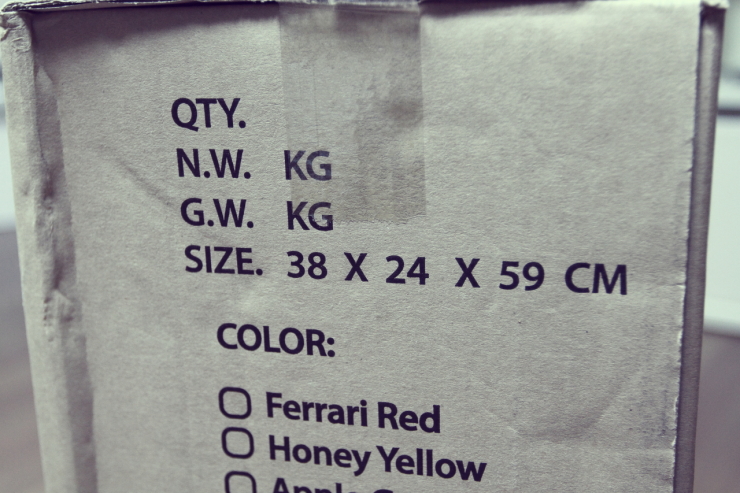 QTY.
N.W. KG
G.W. KG
SIZE. 38 X 24 X 59 CM
COLOR:
Ferrari Red
Honey Yellow